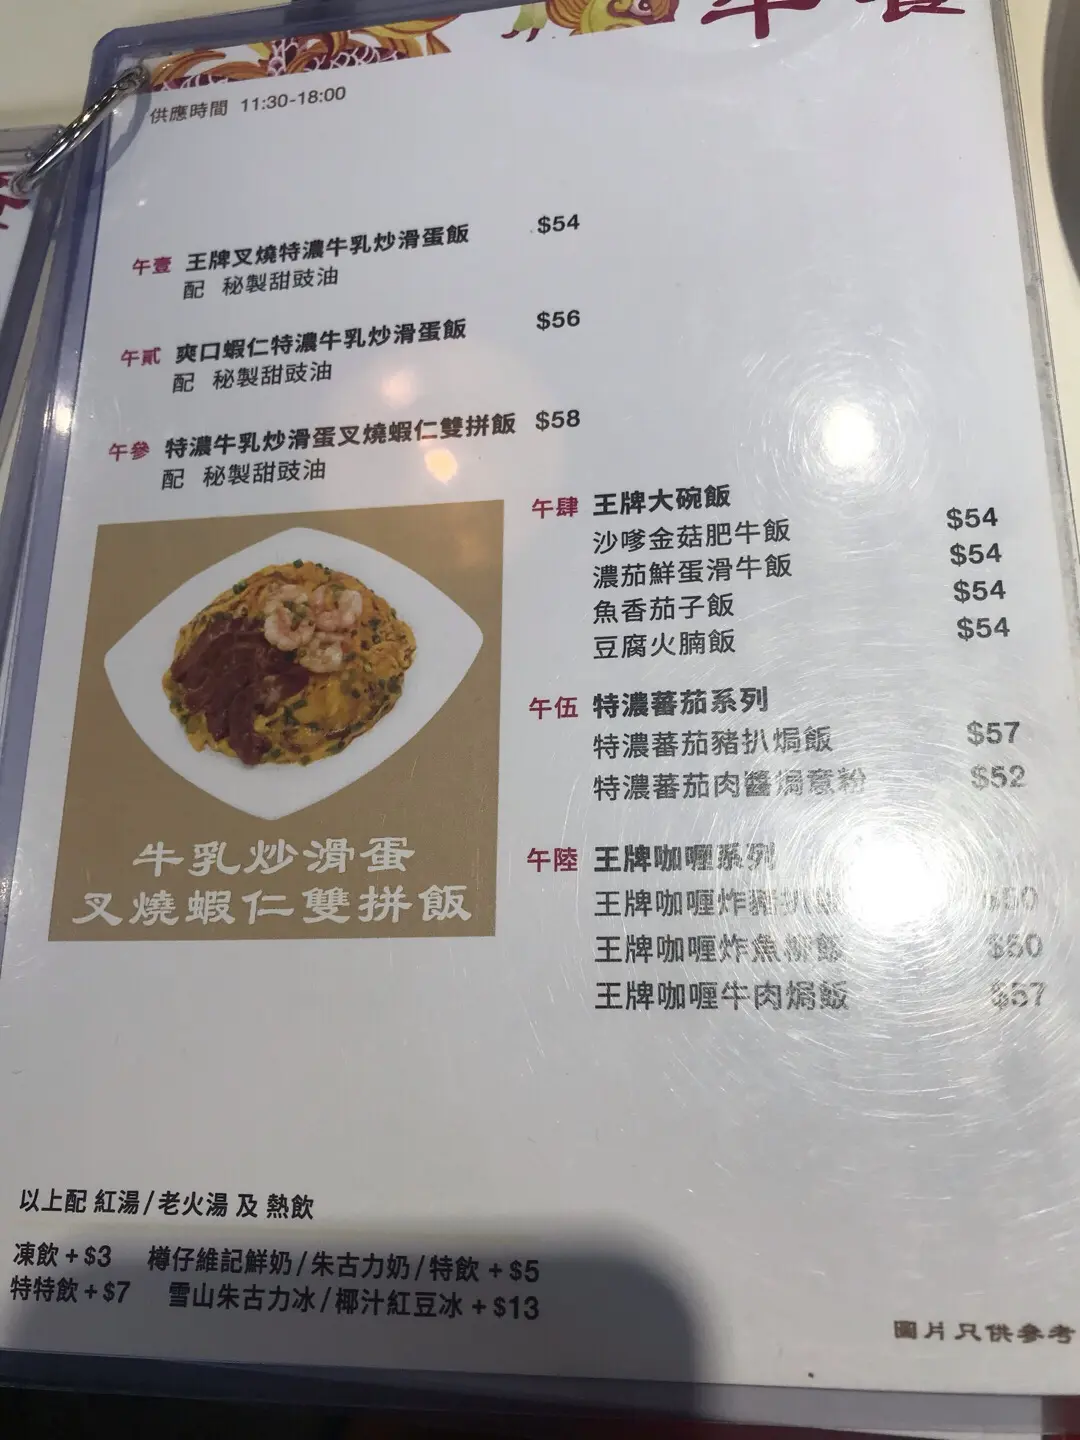 午餐
供應時間 11:30-18:00
午壹 王牌叉燒特濃牛乳炒滑蛋飯 $54
配 秘製甜豉油
午貳 爽口蝦仁特濃牛乳炒滑蛋飯 $56
配 秘製甜豉油
午參 特濃牛乳炒滑蛋叉燒蝦仁雙拼飯 $58
配 秘製甜豉油
牛乳炒滑蛋
叉燒蝦仁雙拼飯
午肆 王牌大碗飯
沙嗲金菇肥牛飯 $54
濃茄鮮蛋滑牛飯 $54
魚香茄子飯 $54
豆腐火腩飯 $54
午伍 特濃蕃茄系列
特濃蕃茄豬扒焗飯 $57
特濃蕃茄肉醬焗意粉 $52
午陸 王牌咖喱系列
王牌咖喱炸豬扒 $50
王牌咖喱炸魚柳飯 $50
王牌咖喱牛肉焗飯 $57
以上配 紅湯/老火湯 及 熱飲
凍飲 + $3 樽仔維記鮮奶/朱古力奶/特飲 + $5
特特飲 + $7 雪山朱古力冰/椰汁紅豆冰 + $13
圖片只供參考